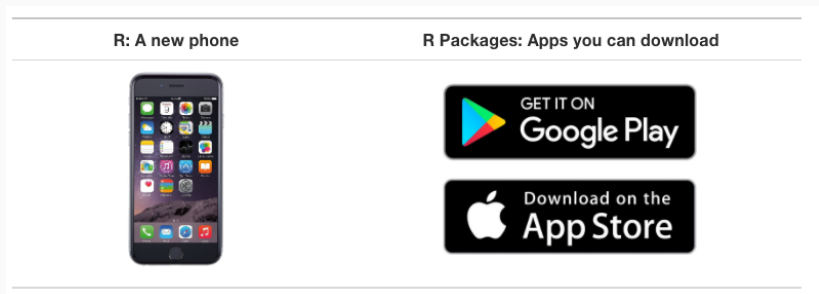 R: A new phone
R Packages: Apps you can download
GET IT ON
Google Play
Download on the
App Store